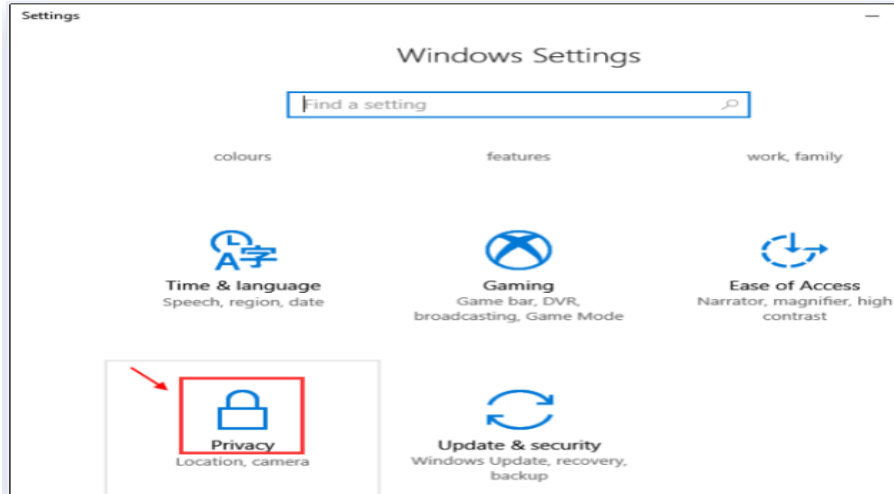 Settings
Windows Settings
Find a setting
colours
features
work, family
Time & language
Speech, region, date
Gaming
Game bar, DVR,
broadcasting, Game Mode
Ease of Access
Narrator, magnifier, high
contrast
Privacy
Location, camera
Update & security
Windows Update, recovery,
backup